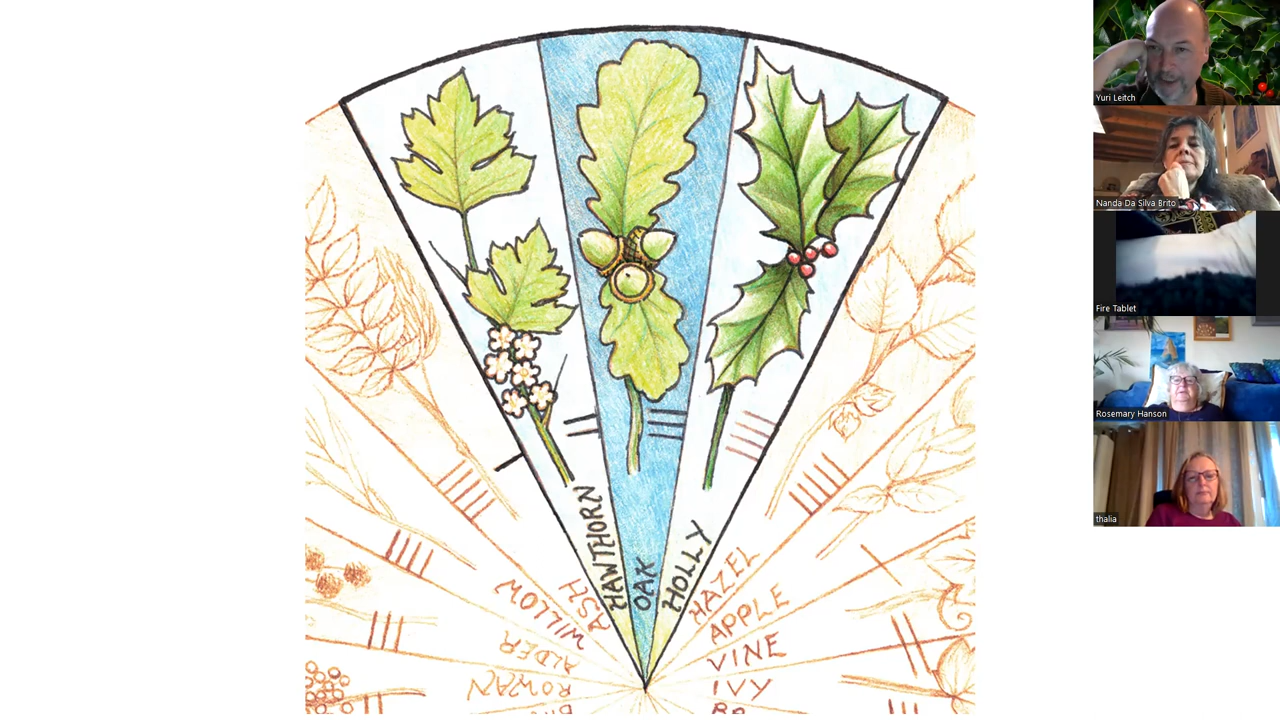 Yuri Leitch
Nanda Da Silva Brito
Fire Tablet
Rosemary Hanson
thalia
HAWTHORN
OAK
HOLLY
HAZEL
APPLE
VINE
IVY
ASH
WILLOW
ALDER
ROWAN